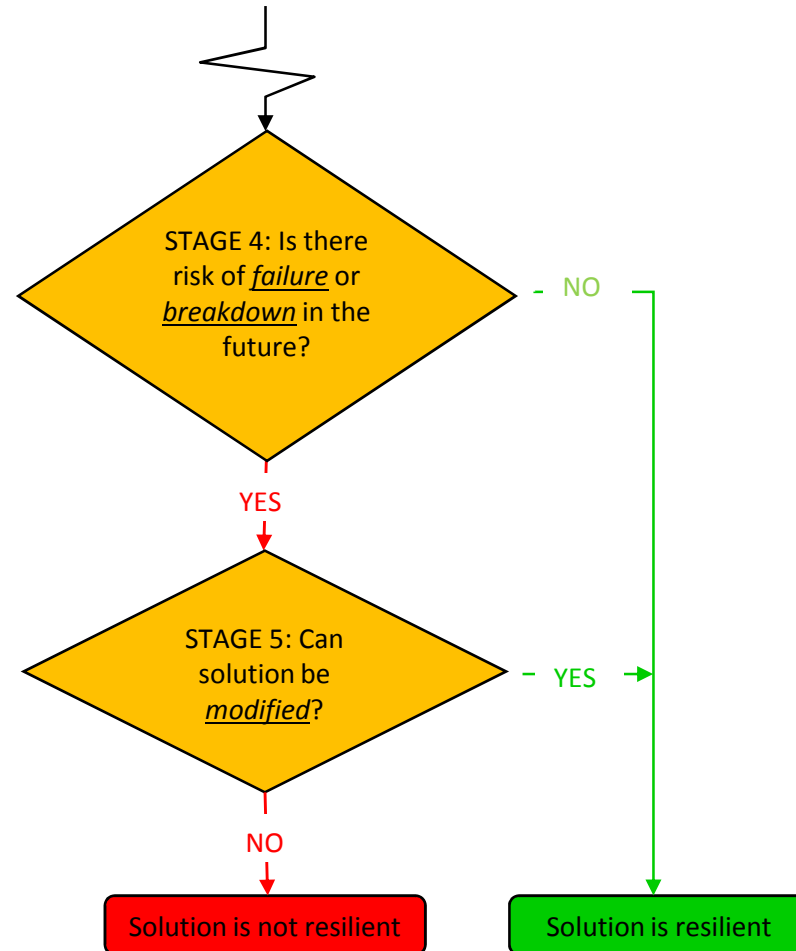 STAGE 4: Is there
risk of failure or
breakdown in the
future?
NO
YES
STAGE 5: Can
solution be
modified?
YES
NO
Solution is not resilient
Solution is resilient